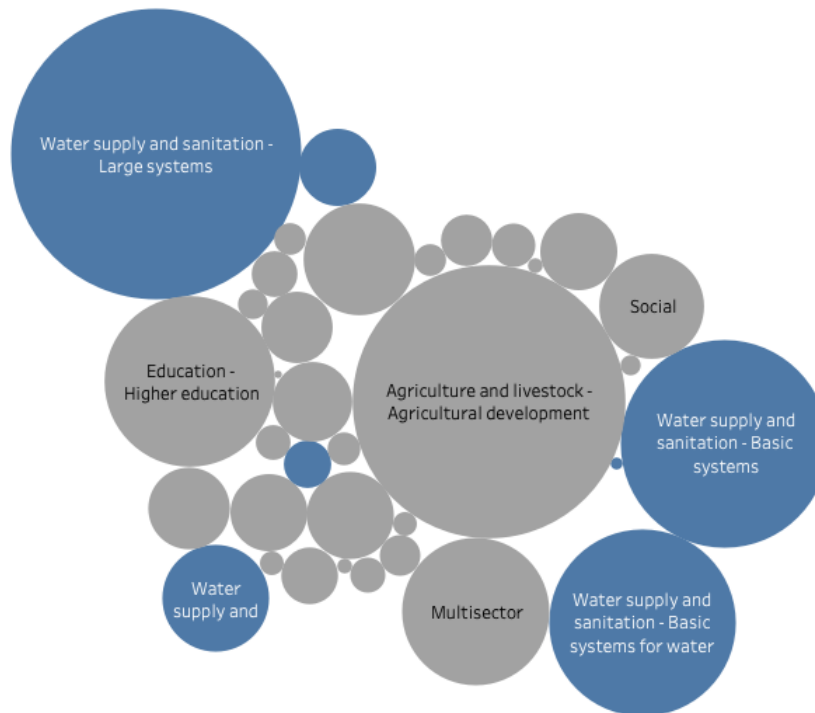 Water supply and sanitation -
Large systems
Social
Education -
Higher education
Agriculture and livestock -
Agricultural development
Water supply and
sanitation - Basic
systems
Water
supply and
Multisector
Water supply and
sanitation - Basic
systems for water